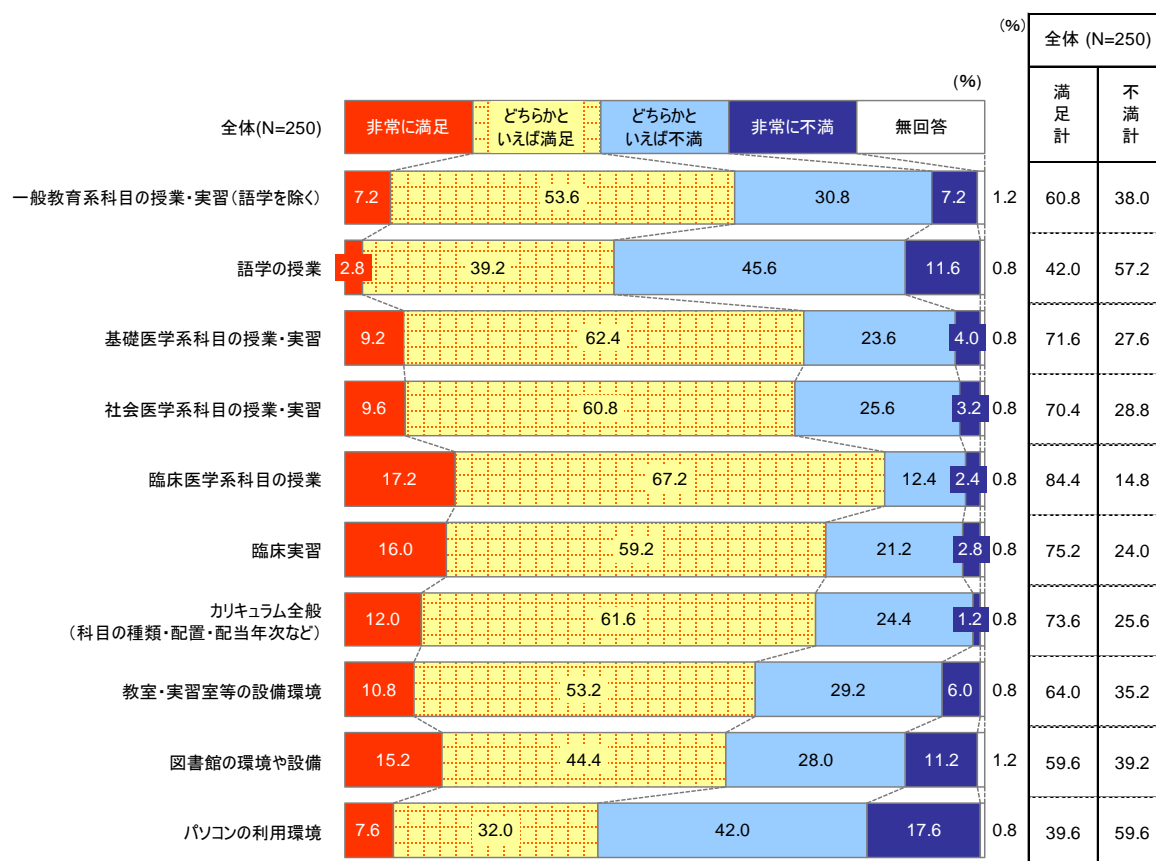 (%)
全体 (N=250)
(%)
満足計
不満計
全体(N=250)
非常に満足
どちらかと
いえば満足
どちらかと
いえば不満
非常に不満
無回答
一般教育系科目の授業・実習(語学を除く) 7.2 53.6 30.8 7.2 1.2 60.8 38.0
語学の授業 2.8 39.2 45.6 11.6 0.8 42.0 57.2
基礎医学系科目の授業・実習 9.2 62.4 23.6 4.0 0.8 71.6 27.6
社会医学系科目の授業・実習 9.6 60.8 25.6 3.2 0.8 70.4 28.8
臨床医学系科目の授業 17.2 67.2 12.4 2.4 0.8 84.4 14.8
臨床実習 16.0 59.2 21.2 2.8 0.8 75.2 24.0
カリキュラム全般
(科目の種類・配置・配当年次など) 12.0 61.6 24.4 1.2 0.8 73.6 25.6
教室・実習室等の設備環境 10.8 53.2 29.2 6.0 0.8 64.0 35.2
図書館の環境や設備 15.2 44.4 28.0 11.2 1.2 59.6 39.2
パソコンの利用環境 7.6 32.0 42.0 17.6 0.8 39.6 59.6